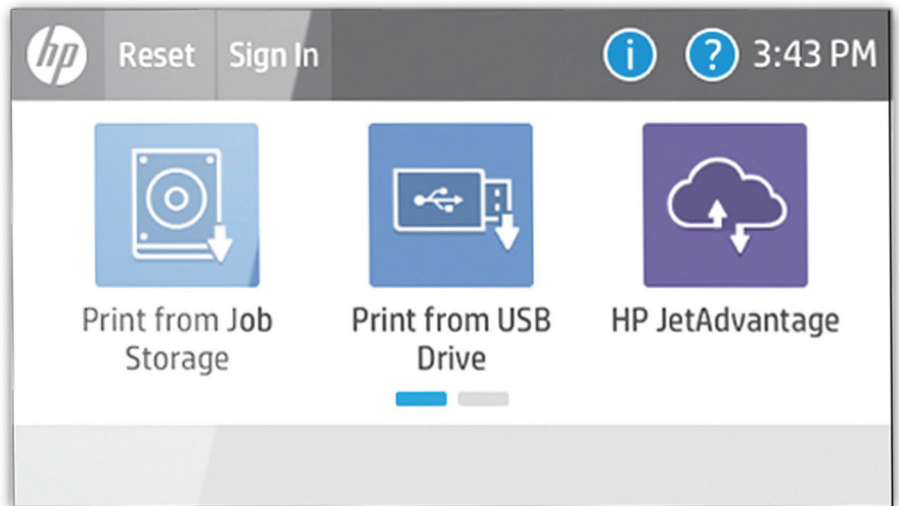 hp Reset Sign In i ? 3:43 PM
Print from Job
Storage
Print from USB
Drive
HP JetAdvantage